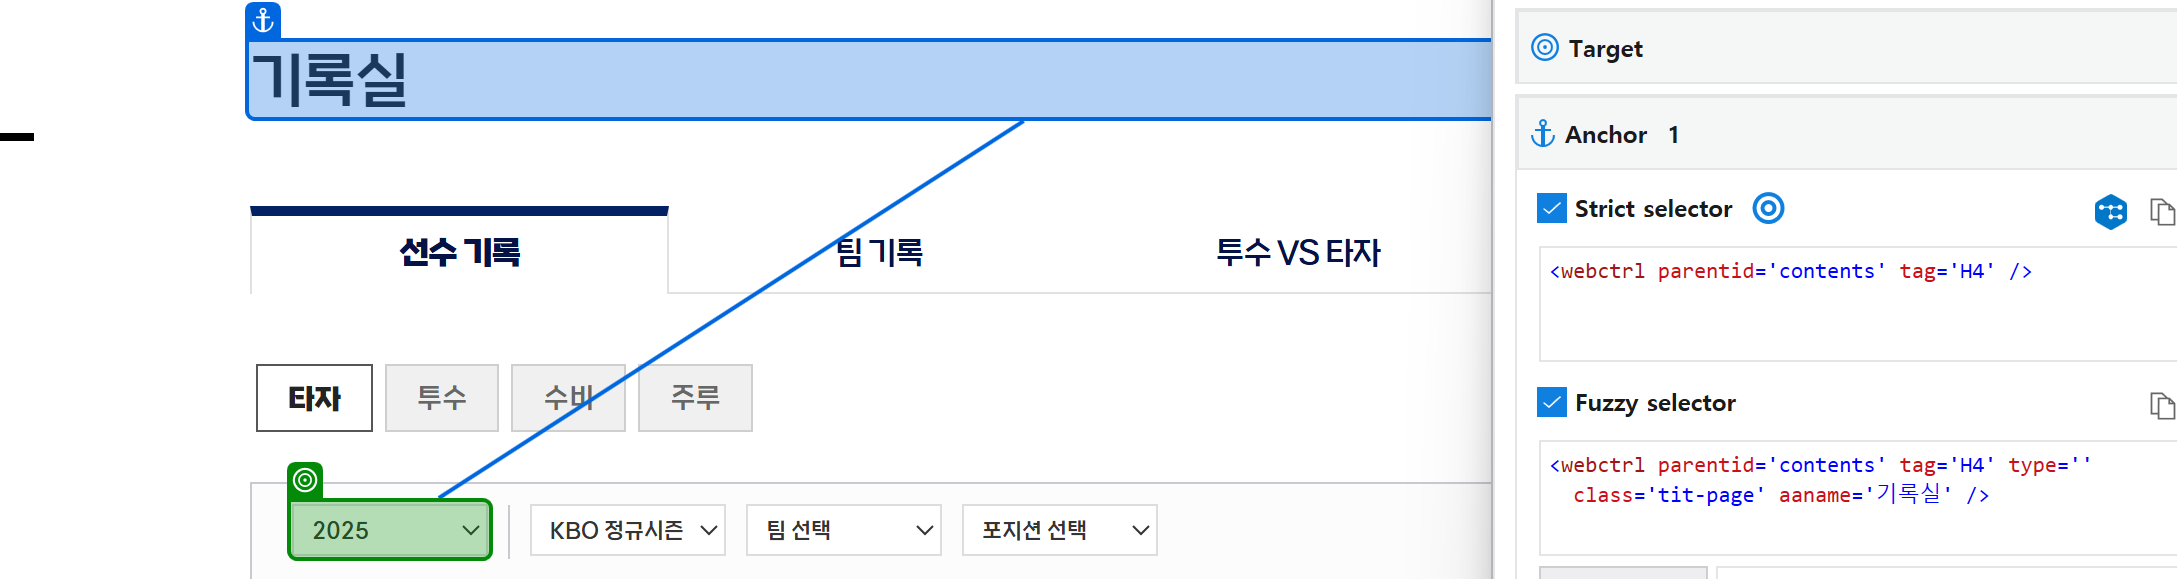 기록실
선수 기록 팀 기록 투수 VS 타자
타자 투수 수비 주루
2025 KBO 정규시즌 팀 선택 포지션 선택
Target
Anchor 1
Strict selector
<webctrl parentid='contents' tag='H4' />
Fuzzy selector
<webctrl parentid='contents' tag='H4' type=''
class='tit-page' aaname='기록실' />